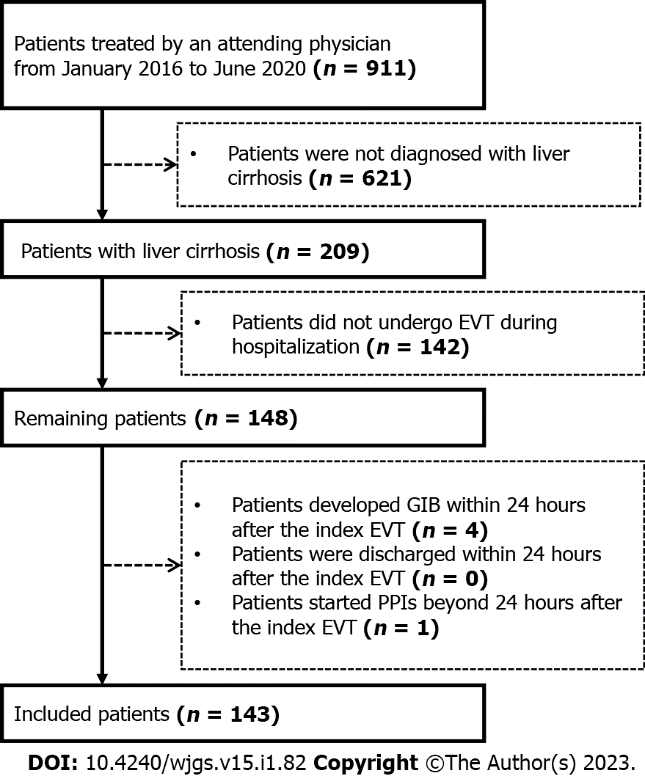 Patients treated by an attending physician
from January 2016 to June 2020 (n = 911)
• Patients were not diagnosed with liver
cirrhosis (n = 621)
Patients with liver cirrhosis (n = 209)
• Patients did not undergo EVT during
hospitalization (n = 142)
Remaining patients (n = 148)
• Patients developed GIB within 24 hours
after the index EVT (n = 4)
• Patients were discharged within 24 hours
after the index EVT (n = 0)
• Patients started PPIs beyond 24 hours after
the index EVT (n = 1)
Included patients (n = 143)
DOI: 10.4240/wjgs.v15.i1.82 Copyright ©The Author(s) 2023.